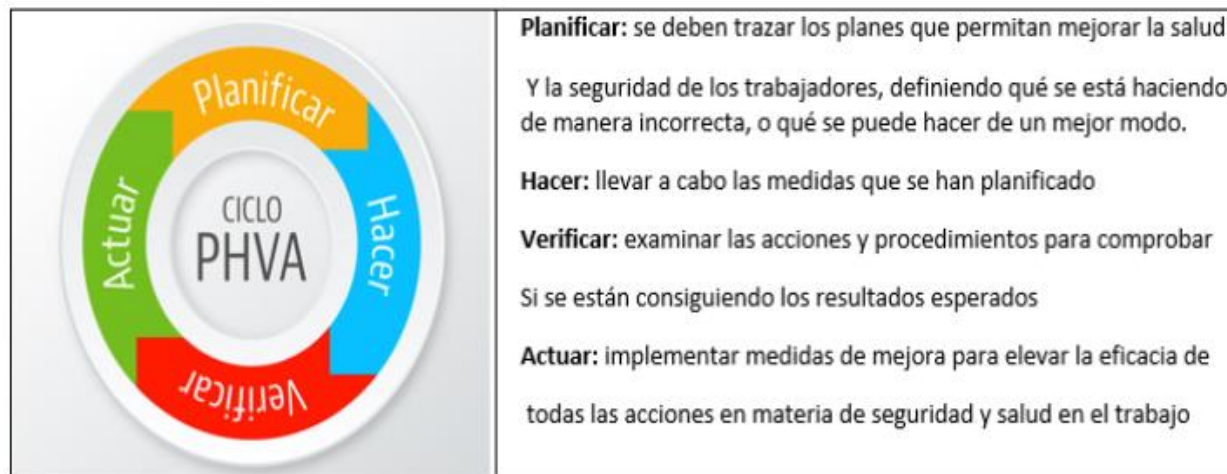 Planificar
Hacer
Verificar
Actuar
CICLO
PHVA
Planificar: se deben trazar los planes que permitan mejorar la salud
Y la seguridad de los trabajadores, definiendo qué se está haciendo
de manera incorrecta, o qué se puede hacer de un mejor modo.
Hacer: llevar a cabo las medidas que se han planificado
Verificar: examinar las acciones y procedimientos para comprobar
Si se están consiguiendo los resultados esperados
Actuar: implementar medidas de mejora para elevar la eficacia de
todas las acciones en materia de seguridad y salud en el trabajo